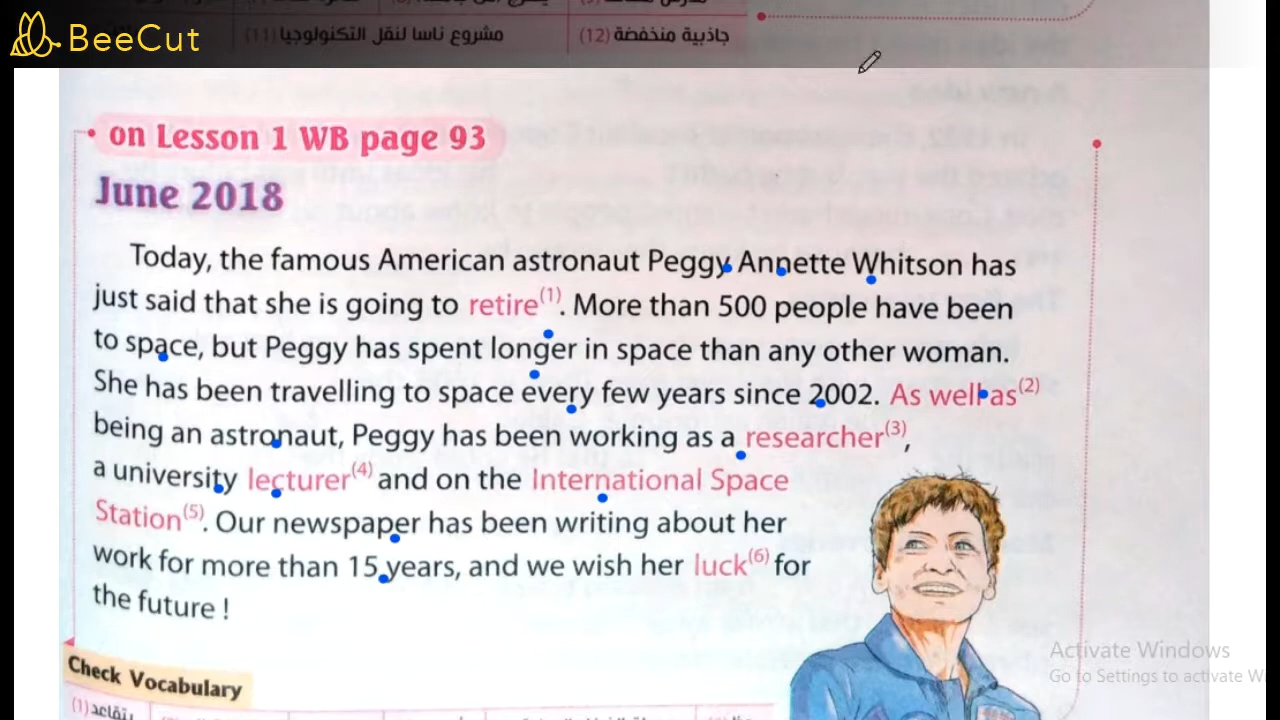 BeeCut
مشروع ناسا لنقل التكنولوجيا (11)
جاذبية منخفضة (12)
• on Lesson 1 WB page 93
June 2018
Today, the famous American astronaut Peggy Annette Whitson has
just said that she is going to retire(1). More than 500 people have been
to space, but Peggy has spent longer in space than any other woman.
She has been travelling to space every few years since 2002. As well as(2)
being an astronaut, Peggy has been working as a researcher(3),
a university lecturer(4) and on the International Space
Station(5). Our newspaper has been writing about her
work for more than 15 years, and we wish her luck(6) for
the future !
Activate Windows
Go to Settings to activate W
Check Vocabulary
(1) يتقاعد